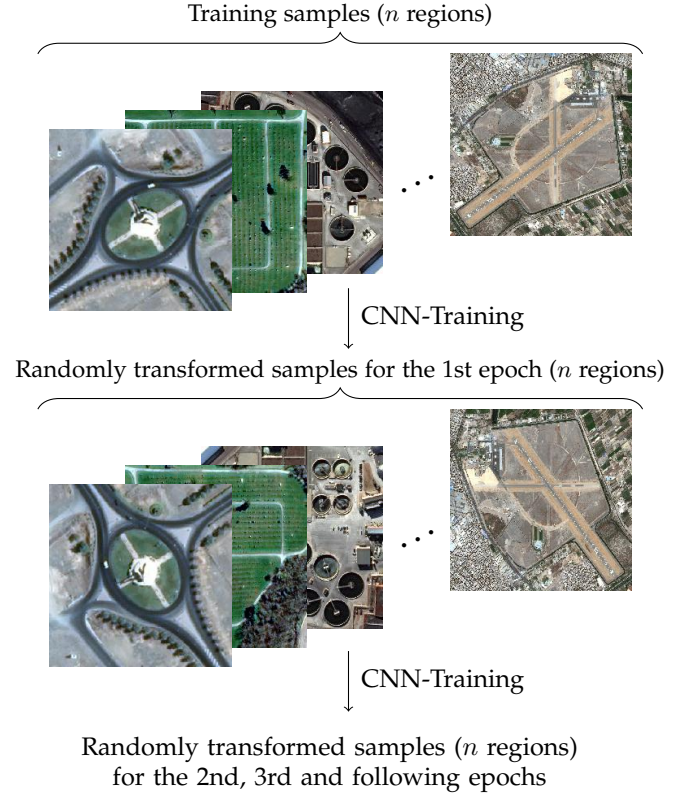 Training samples (n regions)
CNN-Training
Randomly transformed samples for the 1st epoch (n regions)
CNN-Training
Randomly transformed samples (n regions)
for the 2nd, 3rd and following epochs